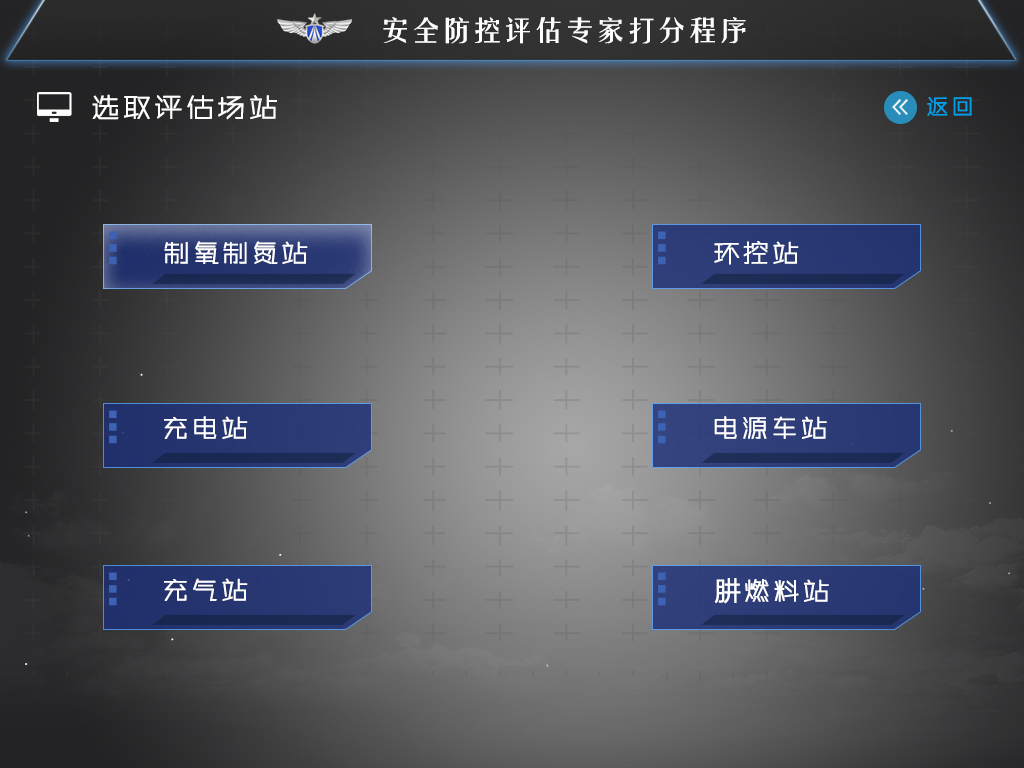 安全防控评估专家打分程序
选取评估场站
返回
制氧制氮站
环控站
充电站
电源车站
充气站
肼燃料站